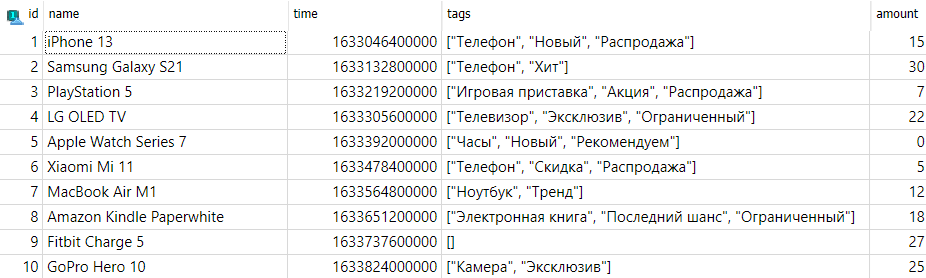 id name time tags amount
1 iPhone 13 1633046400000 ["Телефон", "Новый", "Распродажа"] 15
2 Samsung Galaxy S21 1633132800000 ["Телефон", "Хит"] 30
3 PlayStation 5 1633219200000 ["Игровая приставка", "Акция", "Распродажа"] 7
4 LG OLED TV 1633305600000 ["Телевизор", "Эксклюзив", "Ограниченный"] 22
5 Apple Watch Series 7 1633392000000 ["Часы", "Новый", "Рекомендуем"] 0
6 Xiaomi Mi 11 1633478400000 ["Телефон", "Скидка", "Распродажа"] 5
7 MacBook Air M1 1633564800000 ["Ноутбук", "Тренд"] 12
8 Amazon Kindle Paperwhite 1633651200000 ["Электронная книга", "Последний шанс", "Ограниченный"] 18
9 Fitbit Charge 5 1633737600000 [] 27
10 GoPro Hero 10 1633824000000 ["Камера", "Эксклюзив"] 25